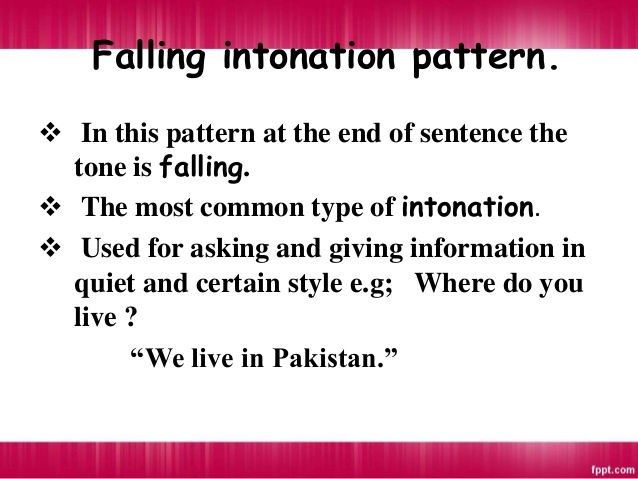 Falling intonation pattern.
❖ In this pattern at the end of sentence the
tone is falling.
❖ The most common type of intonation.
❖ Used for asking and giving information in
quiet and certain style e.g; Where do you
live ?
“We live in Pakistan.”
fppt.com